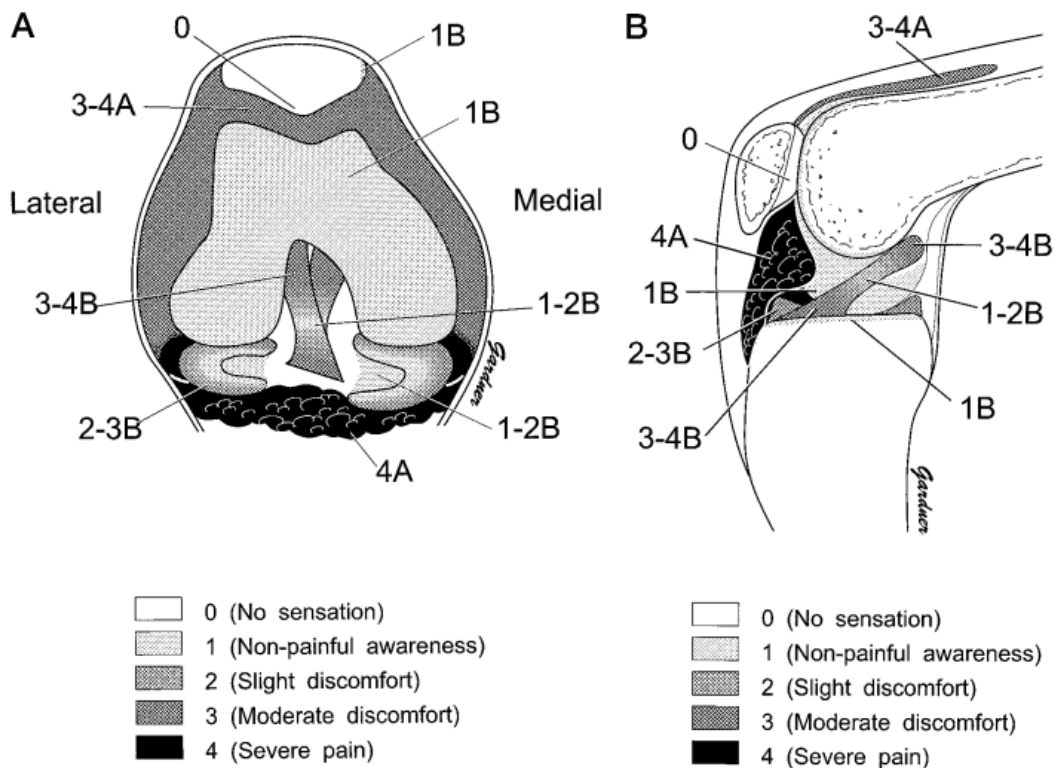 A
0
1B
3-4A
1B
Lateral
Medial
3-4B
1-2B
2-3B
1-2B
4A
Gardner
0 (No sensation)
1 (Non-painful awareness)
2 (Slight discomfort)
3 (Moderate discomfort)
4 (Severe pain)
B
3-4A
0
4A
3-4B
1B
1-2B
2-3B
1B
3-4B
Gardner
0 (No sensation)
1 (Non-painful awareness)
2 (Slight discomfort)
3 (Moderate discomfort)
4 (Severe pain)